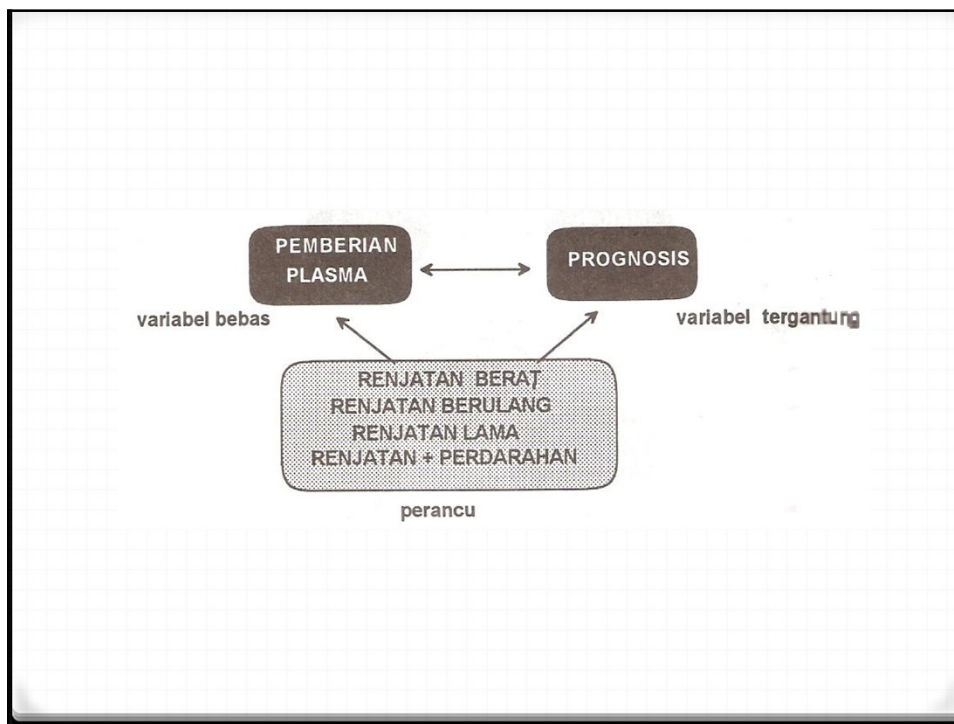 PEMBERIAN
PLASMA
PROGNOSIS
variabel bebas
variabel tergantung
RENJATAN BERAT
RENJATAN BERULANG
RENJATAN LAMA
RENJATAN + PERDARAHAN
perancu